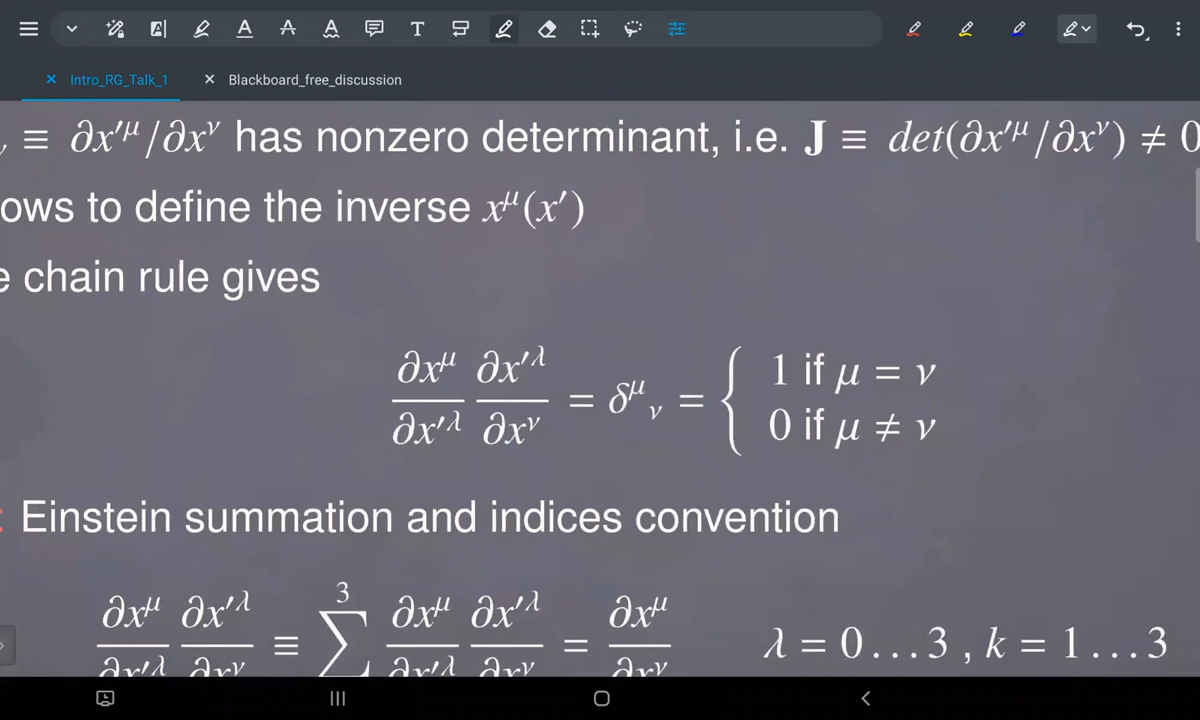 Intro_RG_Talk_1 Blackboard_free_discussion
≡ ∂x′^μ/∂x^ν has nonzero determinant, i.e. J ≡ det(∂x′^μ/∂x^ν) ≠ 0
ows to define the inverse x^μ(x′)
e chain rule gives
∂x^μ/∂x′^λ ∂x′^λ/∂x^ν = δ^μ_ν = { 1 if μ = ν
0 if μ ≠ ν
: Einstein summation and indices convention
∂x^μ/∂x′^λ ∂x′^λ/∂x^ν ≡ ∑^3 ∂x^μ/∂x′^λ ∂x′^λ/∂x^ν = ∂x^μ/∂x^ν λ = 0…3 , k = 1…3